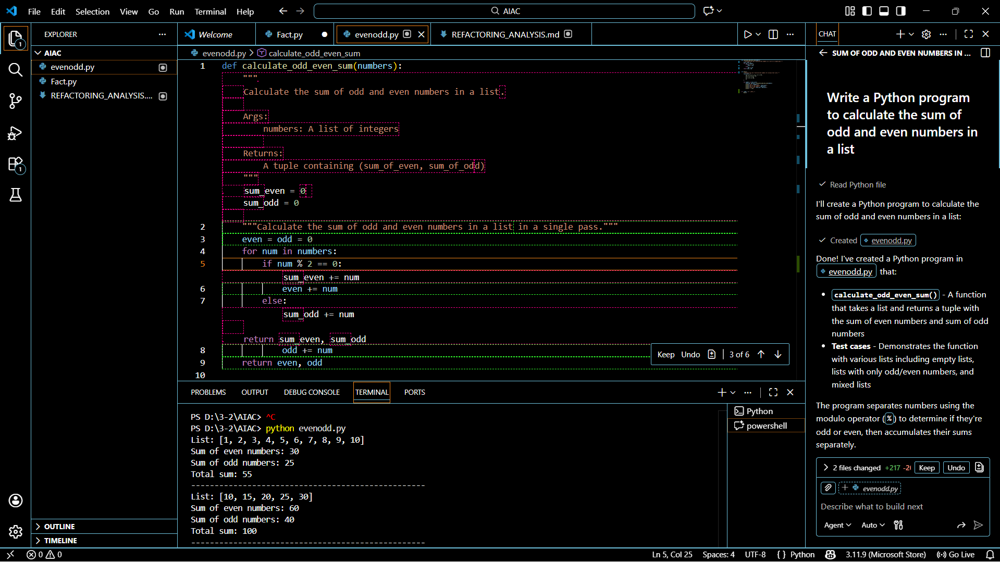 File Edit Selection View Go Run Terminal Help
AIAC
EXPLORER
AIAC
evenodd.py
Fact.py
REFACTORING_ANALYSIS....
OUTLINE
TIMELINE
Welcome
Fact.py
evenodd.py
REFACTORING_ANALYSIS.md
evenodd.py > calculate_odd_even_sum
1 def calculate_odd_even_sum(numbers):
"""
Calculate the sum of odd and even numbers in a list.
Args:
numbers: A list of integers
Returns:
A tuple containing (sum_of_even, sum_of_odd)
"""
sum_even = 0
sum_odd = 0
2 """Calculate the sum of odd and even numbers in a list in a single pass."""
3 even = odd = 0
4 for num in numbers:
5 if num % 2 == 0:
sum_even += num
6 even += num
7 else:
sum_odd += num
return sum_even, sum_odd
8 odd += num
9 return even, odd
10
Keep Undo 3 of 6
PROBLEMS OUTPUT DEBUG CONSOLE TERMINAL PORTS
PS D:\3-2\AIAC> ^C
PS D:\3-2\AIAC> python evenodd.py
List: [1, 2, 3, 4, 5, 6, 7, 8, 9, 10]
Sum of even numbers: 30
Sum of odd numbers: 25
Total sum: 55
--------------------------------------------------
List: [10, 15, 20, 25, 30]
Sum of even numbers: 60
Sum of odd numbers: 40
Total sum: 100
--------------------------------------------------
Python
powershell
CHAT
SUM OF ODD AND EVEN NUMBERS IN ...
Write a Python program
to calculate the sum of
odd and even numbers in
a list
Read Python file
I'll create a Python program to calculate the
sum of odd and even numbers in a list:
Created evenodd.py
Done! I've created a Python program in
evenodd.py that:
• calculate_odd_even_sum() - A function
that takes a list and returns a tuple with
the sum of even numbers and sum of odd
numbers
• Test cases - Demonstrates the function
with various lists including empty lists,
lists with only odd/even numbers, and
mixed lists
The program separates numbers using the
modulo operator (%) to determine if they're
odd or even, then accumulates their sums
separately.
2 files changed +217 -2 Keep Undo
evenodd.py
Describe what to build next
Agent Auto
0 0
Ln 5, Col 25 Spaces: 4 UTF-8 {} Python 3.11.9 (Microsoft Store) Go Live
1
1